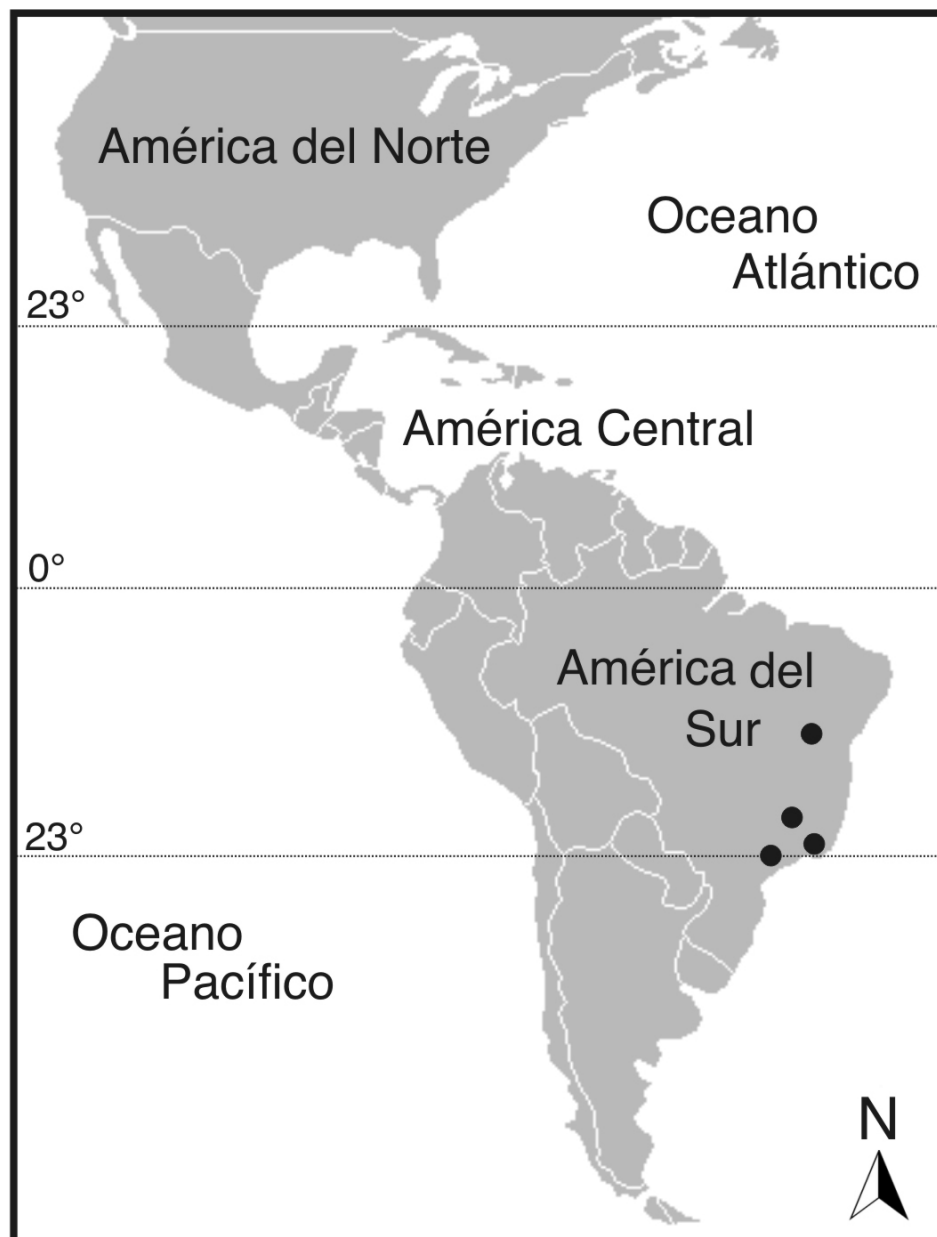 América del Norte
Oceano
Atlántico
23°
América Central
0°
América del
Sur
23°
Oceano
Pacífico
N